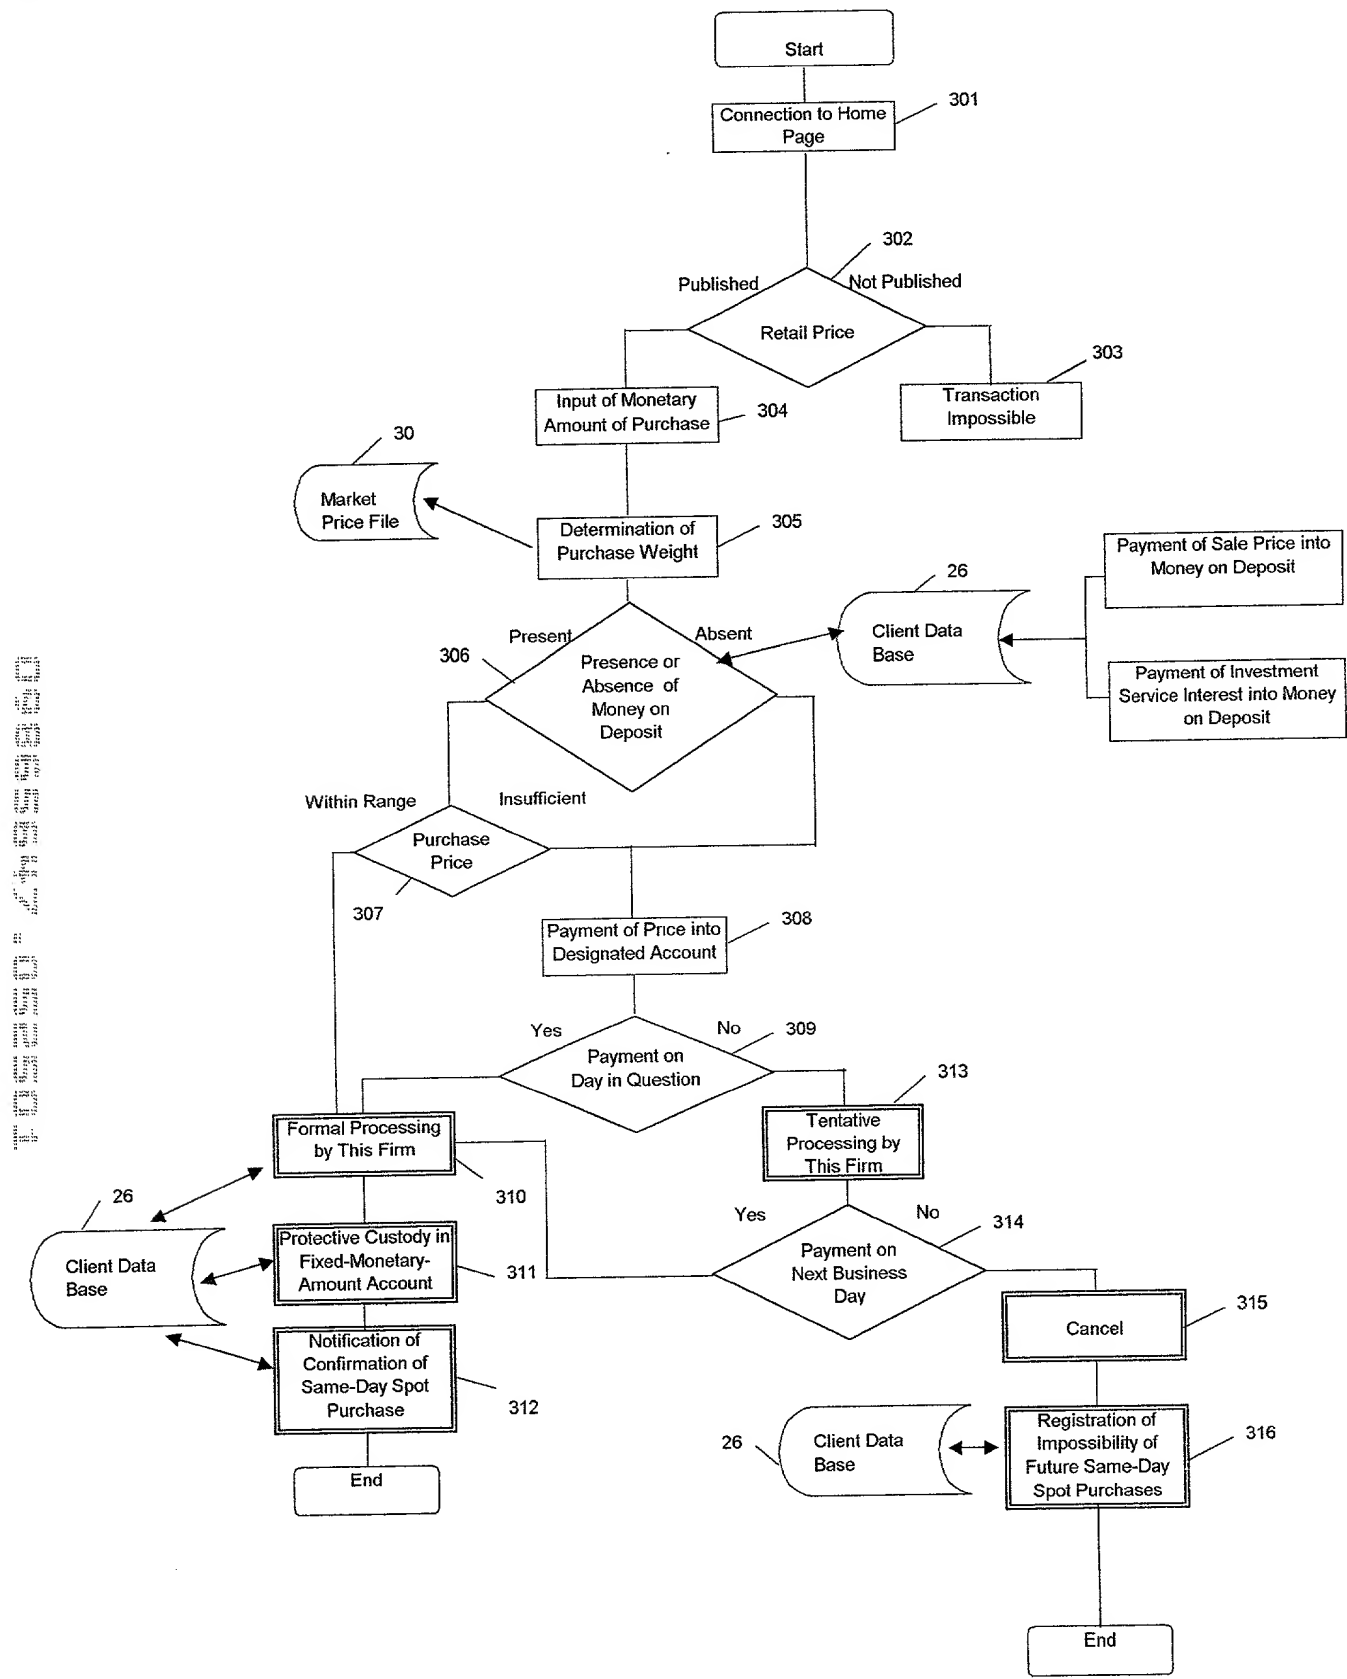 Start
Connection to Home
Page
301
302
Published
Not Published
Retail Price
303
Transaction
Impossible
Input of Monetary
Amount of Purchase
304
30
Market
Price File
Determination of
Purchase Weight
305
Payment of Sale Price into
Money on Deposit
26
Client Data
Base
Payment of Investment
Service Interest into Money
on Deposit
Present
Absent
306
Presence or
Absence of
Money on
Deposit
Within Range
Insufficient
Purchase
Price
307
308
Payment of Price into
Designated Account
Yes
No
309
Payment on
Day in Question
313
Tentative
Processing by
This Firm
Formal Processing
by This Firm
310
26
Client Data
Base
Protective Custody in
Fixed-Monetary-
Amount Account
311
Yes
No
314
Payment on
Next Business
Day
Cancel
315
Notification of
Confirmation of
Same-Day Spot
Purchase
312
End
26
Client Data
Base
Registration of
Impossibility of
Future Same-Day
Spot Purchases
316
End